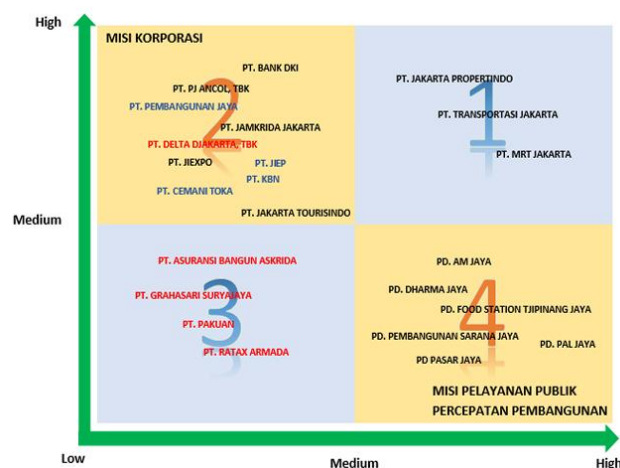 High
MISI KORPORASI
PT. BANK DKI
PT. PJ ANCOL, TBK
PT. PEMBANGUNAN JAYA
2
PT. JAMKRIDA JAKARTA
PT. DELTA DJAKARTA, TBK
PT. JIEXPO
PT. JIEP
PT. KBN
PT. CEMANI TOKA
PT. JAKARTA TOURISINDO
PT. JAKARTA PROPERTINDO
1
PT. TRANSPORTASI JAKARTA
PT. MRT JAKARTA
Medium
PT. ASURANSI BANGUN ASKRIDA
3
PT. GRAHASARI SURYAJAYA
PT. PAKUAN
PT. RATAX ARMADA
PD. AM JAYA
PD. DHARMA JAYA
4
PD. FOOD STATION TJIPINANG JAYA
PD. PEMBANGUNAN SARANA JAYA
PD. PAL JAYA
PD PASAR JAYA
MISI PELAYANAN PUBLIK
PERCEPATAN PEMBANGUNAN
Low
Medium
High